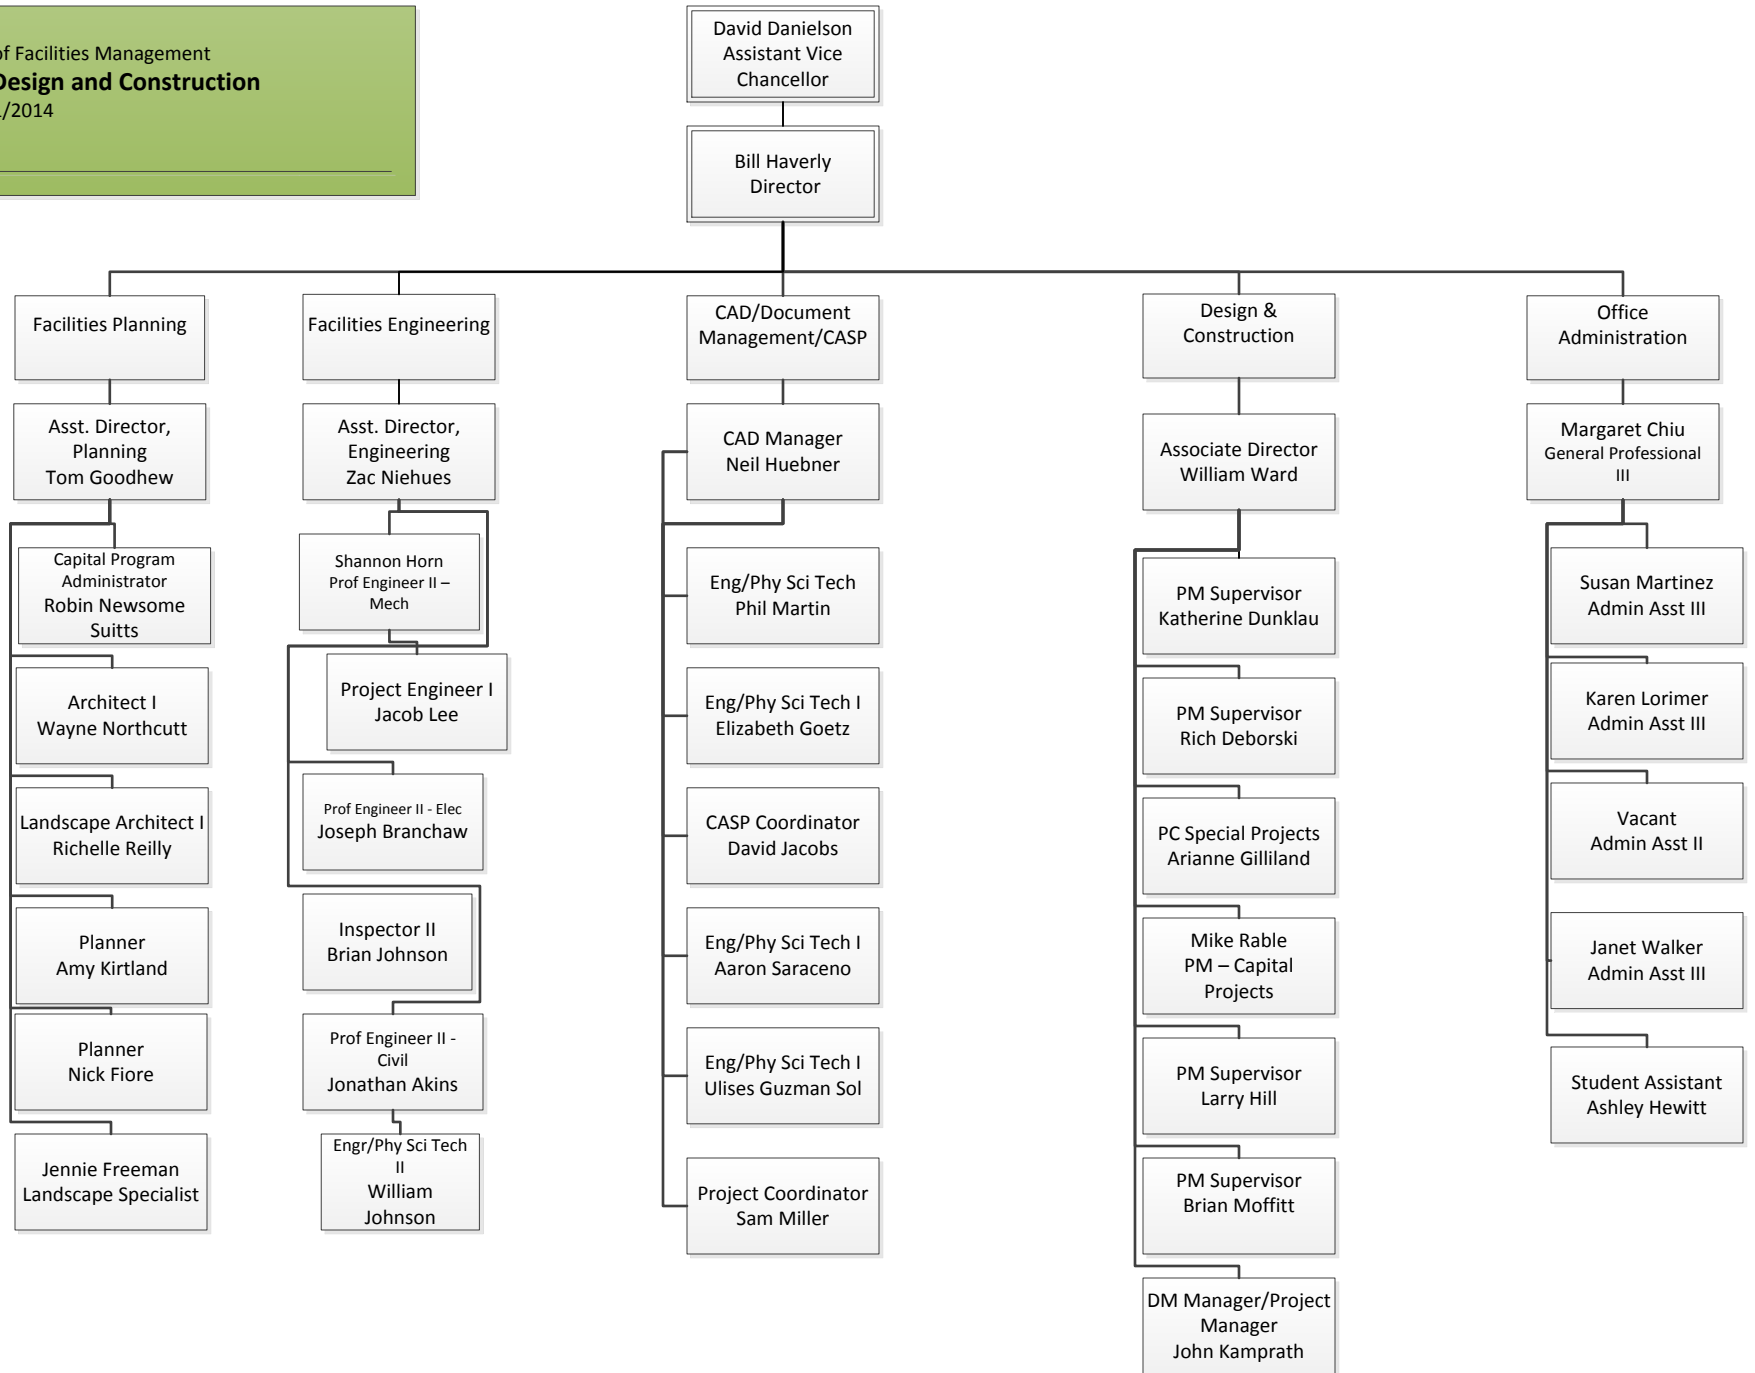 of Facilities Management
Design and Construction
/2014
David Danielson
Assistant Vice
Chancellor
Bill Haverly
Director
Facilities Planning
Asst. Director,
Planning
Tom Goodhew
Capital Program
Administrator
Robin Newsome
Suitts
Architect I
Wayne Northcutt
Landscape Architect I
Richelle Reilly
Planner
Amy Kirtland
Planner
Nick Fiore
Jennie Freeman
Landscape Specialist
Facilities Engineering
Asst. Director,
Engineering
Zac Niehues
Shannon Horn
Prof Engineer II –
Mech
Project Engineer I
Jacob Lee
Prof Engineer II - Elec
Joseph Branchaw
Inspector II
Brian Johnson
Prof Engineer II -
Civil
Jonathan Akins
Engr/Phy Sci Tech
II
William
Johnson
CAD/Document
Management/CASP
CAD Manager
Neil Huebner
Eng/Phy Sci Tech
Phil Martin
Eng/Phy Sci Tech I
Elizabeth Goetz
CASP Coordinator
David Jacobs
Eng/Phy Sci Tech I
Aaron Saraceno
Eng/Phy Sci Tech I
Ulises Guzman Sol
Project Coordinator
Sam Miller
Design &
Construction
Associate Director
William Ward
PM Supervisor
Katherine Dunklau
PM Supervisor
Rich Deborski
PC Special Projects
Arianne Gilliland
Mike Rable
PM – Capital
Projects
PM Supervisor
Larry Hill
PM Supervisor
Brian Moffitt
DM Manager/Project
Manager
John Kamprath
Office
Administration
Margaret Chiu
General Professional
III
Susan Martinez
Admin Asst III
Karen Lorimer
Admin Asst III
Vacant
Admin Asst II
Janet Walker
Admin Asst III
Student Assistant
Ashley Hewitt